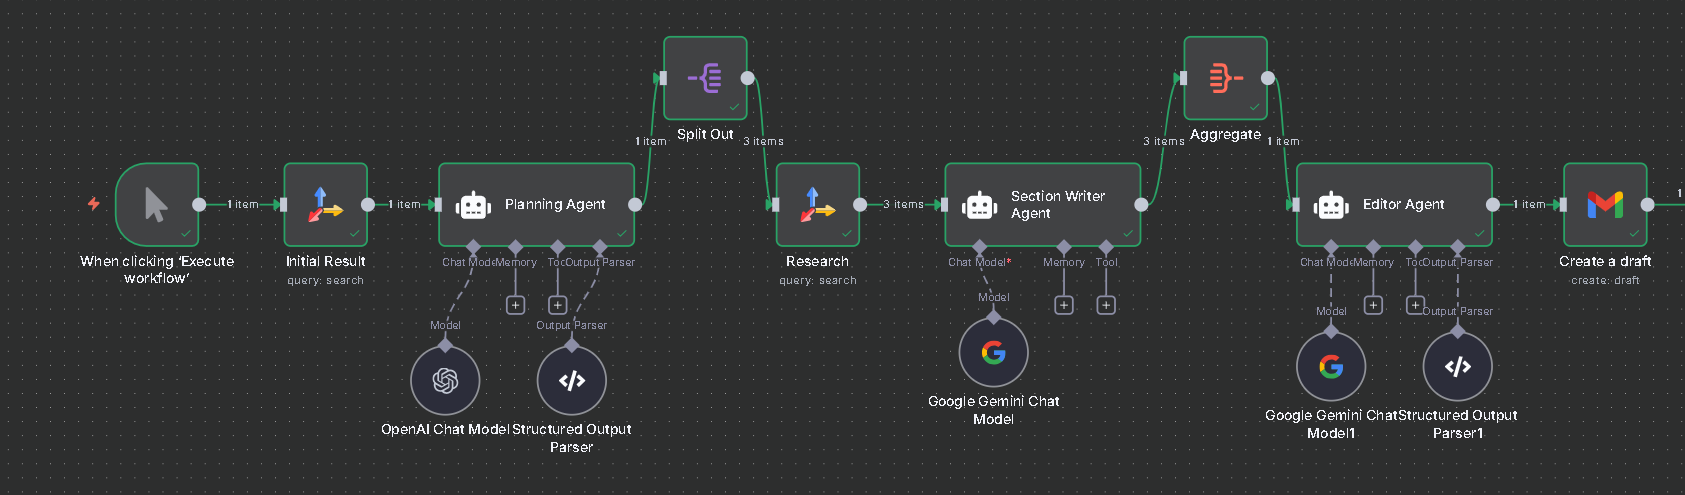 Split Out
Aggregate
1 item
3 items
3 items
1 item
When clicking ‘Execute
workflow’
1 item
Initial Result
query: search
1 item
Planning Agent
Chat Mode
Memory
Too
Output Parser
Model
OpenAI Chat Model
Output Parser
Structured Output
Parser
Research
query: search
3 items
Section Writer
Agent
Chat Model*
Memory
Tool
Model
Google Gemini Chat
Model
Editor Agent
Chat Mode
Memory
Too
Output Parser
Model
Google Gemini Chat
Model1
Output Parser
Structured Output
Parser1
1 item
Create a draft
create: draft
1